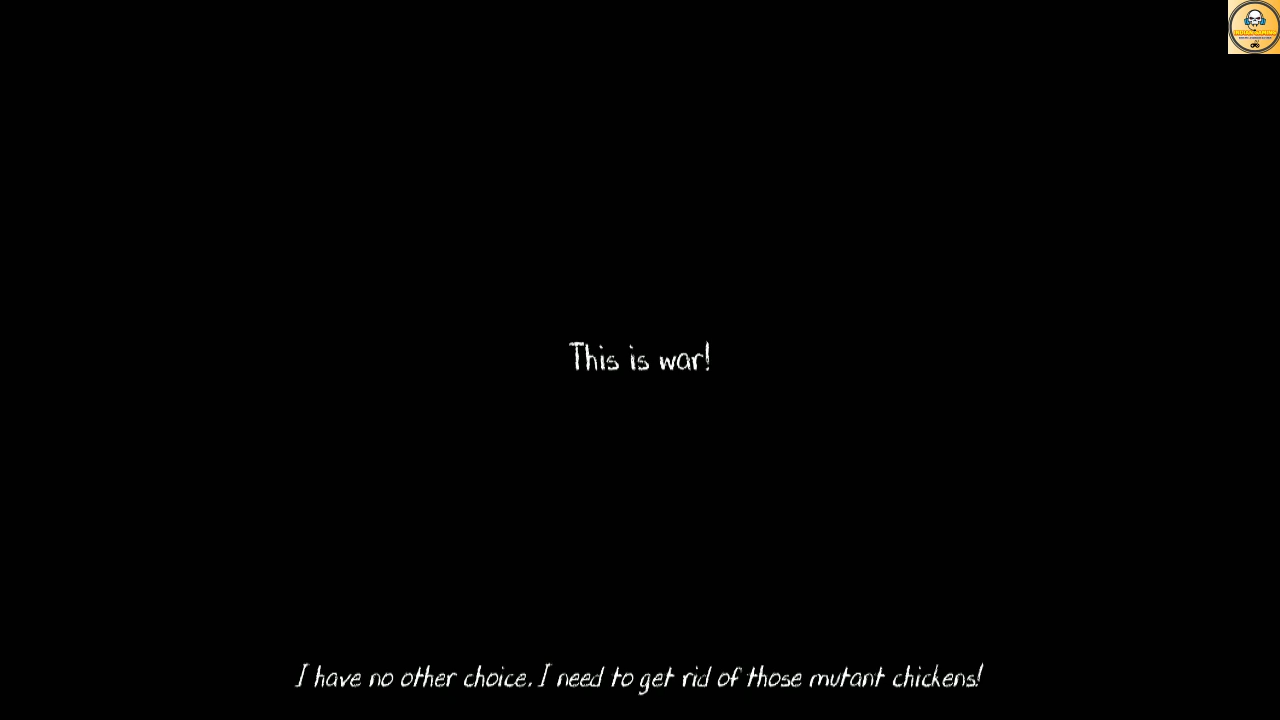 This is war!
I have no other choice. I need to get rid of those mutant chickens!